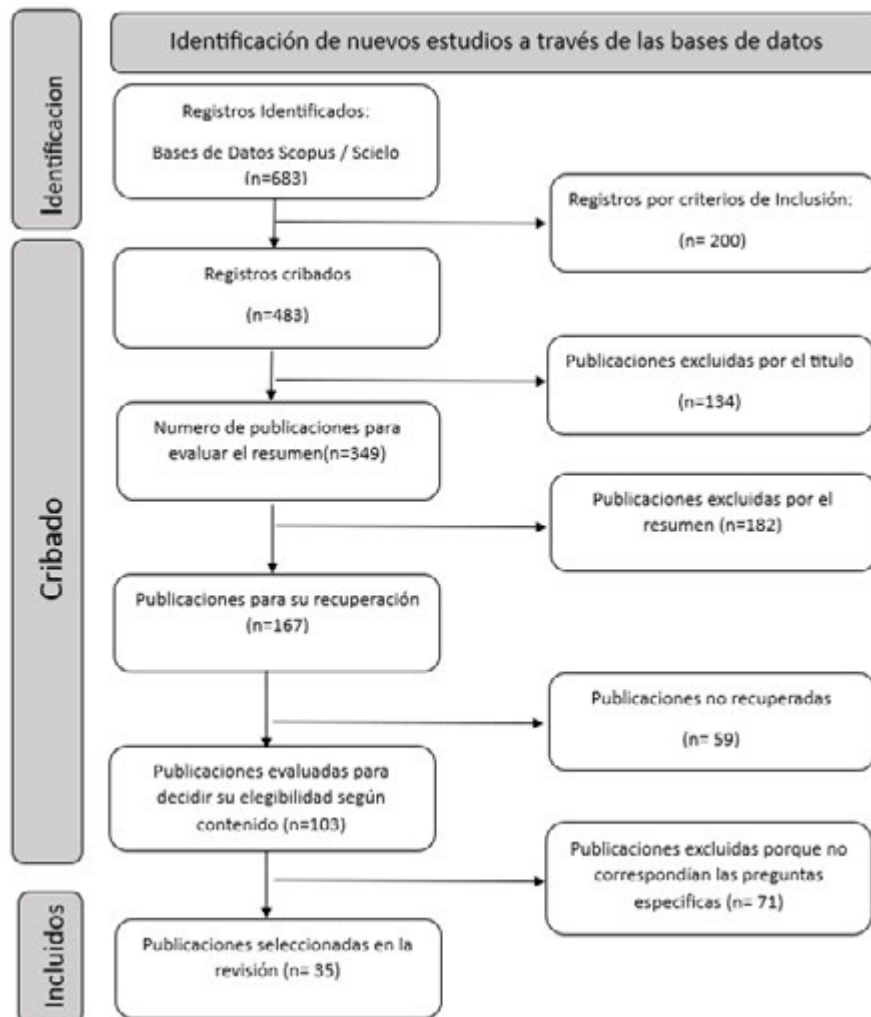 Identificación de nuevos estudios a través de las bases de datos
Identificacion
Registros Identificados:
Bases de Datos Scopus / Scielo
(n=683)
Registros por criterios de Inclusión:
(n= 200)
Cribado
Registros cribados
(n=483)
Publicaciones excluidas por el titulo
(n=134)
Numero de publicaciones para
evaluar el resumen(n=349)
Publicaciones excluidas por el
resumen (n=182)
Publicaciones para su recuperación
(n=167)
Publicaciones no recuperadas
(n= 59)
Publicaciones evaluadas para
decidir su elegibilidad según
contenido (n=103)
Publicaciones excluidas porque no
correspondían las preguntas
especificas (n= 71)
Incluidos
Publicaciones seleccionadas en la
revisión (n= 35)